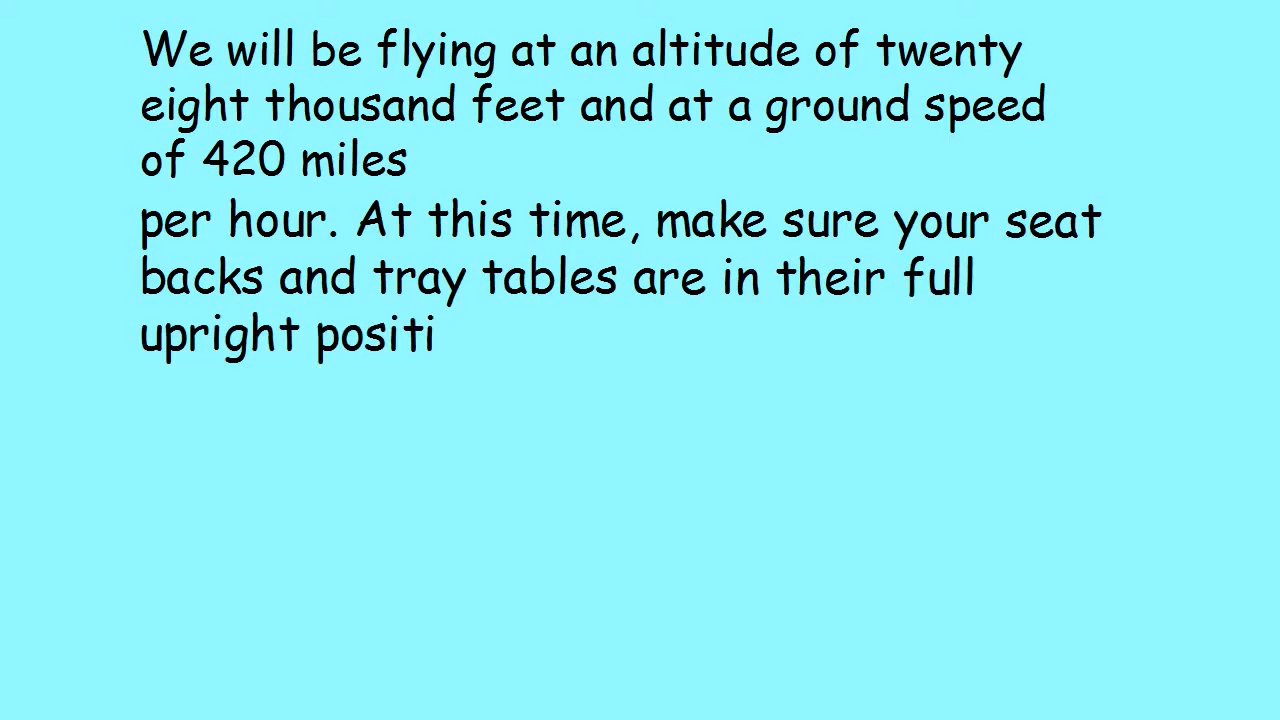 We will be flying at an altitude of twenty
eight thousand feet and at a ground speed
of 420 miles
per hour. At this time, make sure your seat
backs and tray tables are in their full
upright positi